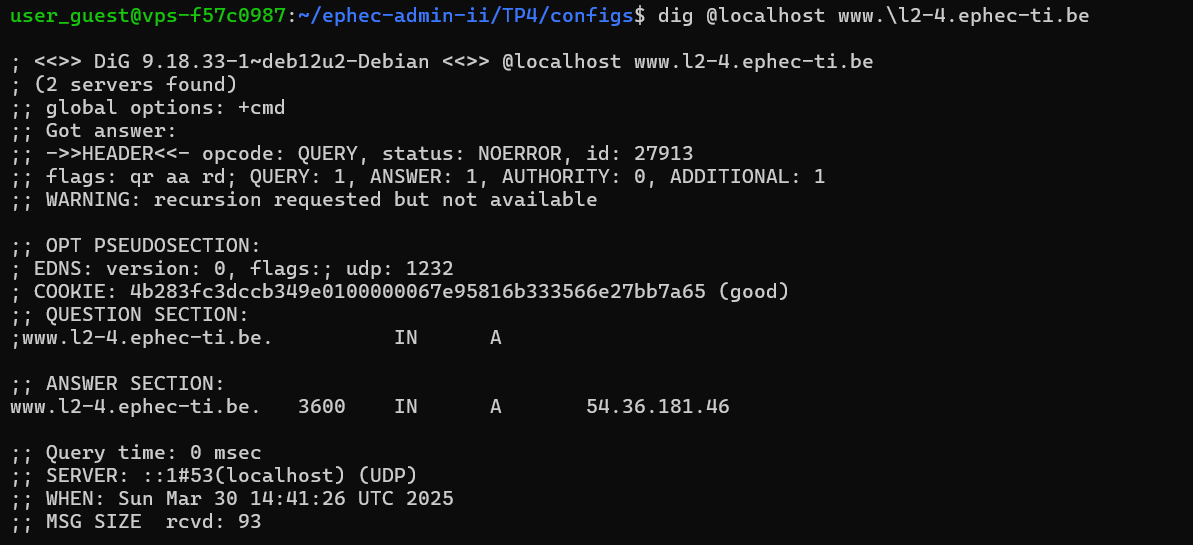 user_guest@vps-f57c0987:~/ephec-admin-ii/TP4/configs$ dig @localhost www.\l2-4.ephec-ti.be
; <<>> DiG 9.18.33-1~deb12u2-Debian <<>> @localhost www.l2-4.ephec-ti.be
; (2 servers found)
;; global options: +cmd
;; Got answer:
;; ->>HEADER<<- opcode: QUERY, status: NOERROR, id: 27913
;; flags: qr aa rd; QUERY: 1, ANSWER: 1, AUTHORITY: 0, ADDITIONAL: 1
;; WARNING: recursion requested but not available
;; OPT PSEUDOSECTION:
; EDNS: version: 0, flags:; udp: 1232
; COOKIE: 4b283fc3dccb349e0100000067e95816b333566e27bb7a65 (good)
;; QUESTION SECTION:
;www.l2-4.ephec-ti.be. IN A
;; ANSWER SECTION:
www.l2-4.ephec-ti.be. 3600 IN A 54.36.181.46
;; Query time: 0 msec
;; SERVER: ::1#53(localhost) (UDP)
;; WHEN: Sun Mar 30 14:41:26 UTC 2025
;; MSG SIZE rcvd: 93